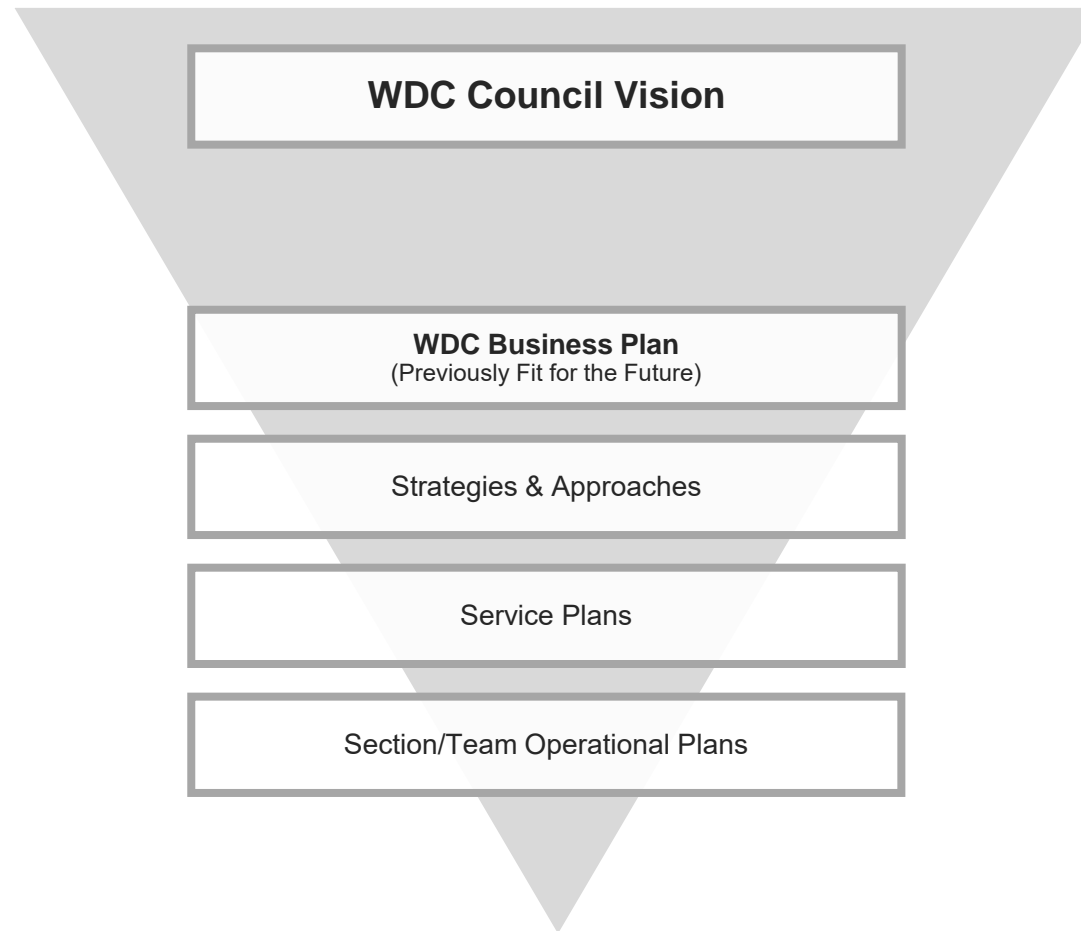 WDC Council Vision
WDC Business Plan
(Previously Fit for the Future)
Strategies & Approaches
Service Plans
Section/Team Operational Plans